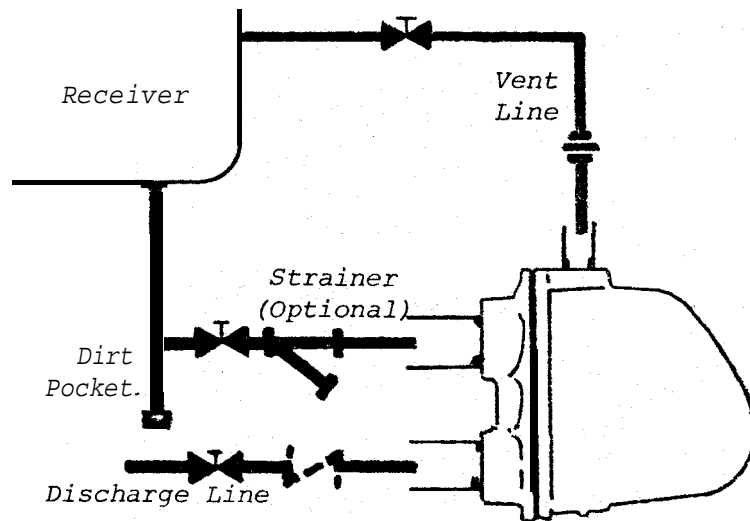 Receiver
Vent
Line
Strainer
(Optional)
Dirt
Pocket.
Discharge Line